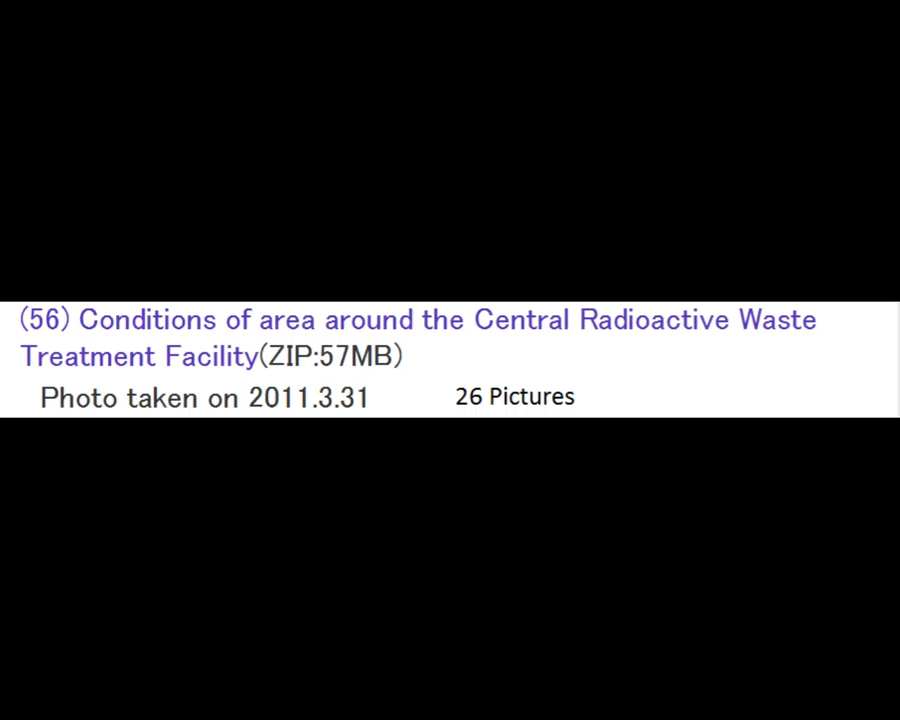 (56) Conditions of area around the Central Radioactive Waste
Treatment Facility(ZIP:57MB)
Photo taken on 2011.3.31 26 Pictures